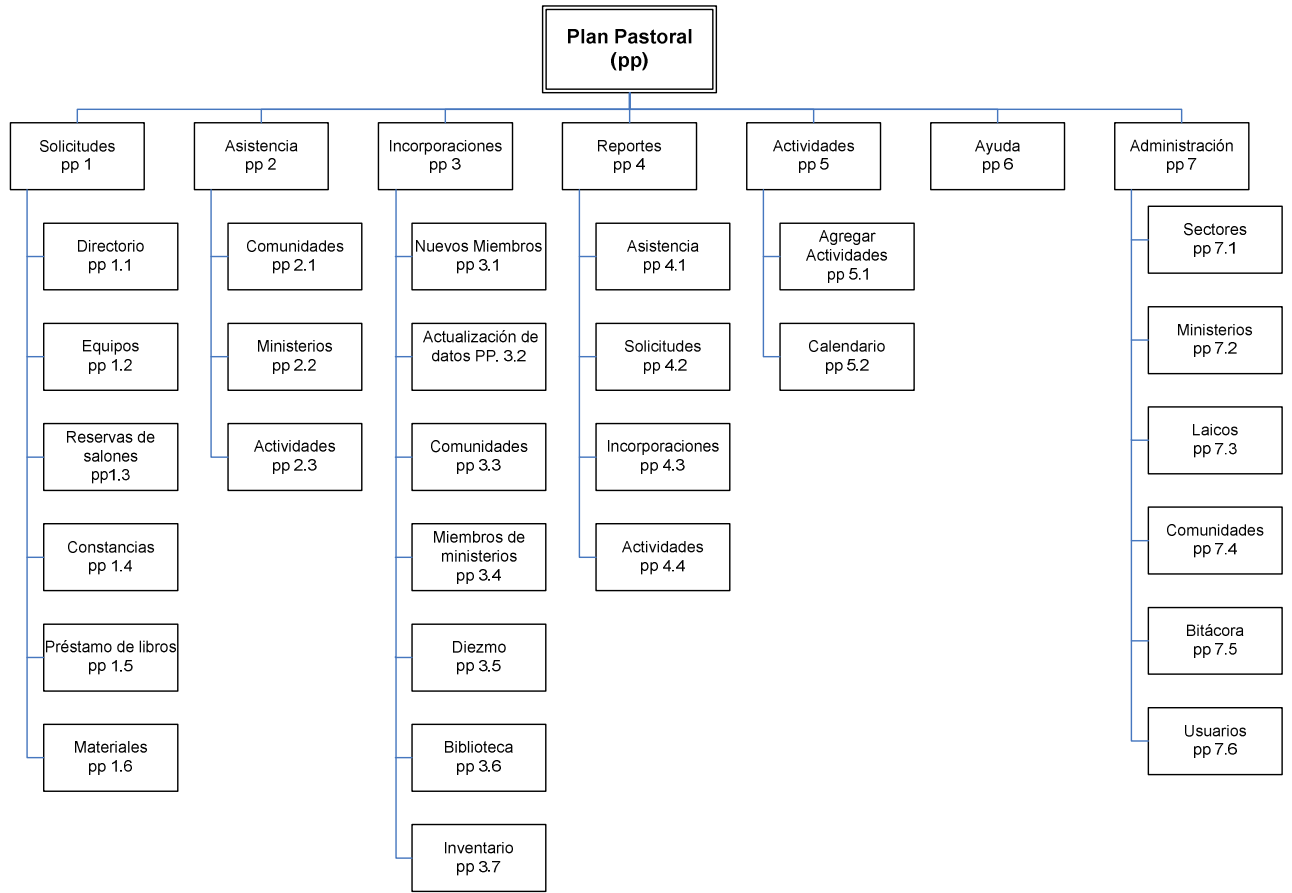 Plan Pastoral
(pp)
Solicitudes
pp 1
Directorio
pp 1.1
Equipos
pp 1.2
Reservas de
salones
pp1.3
Constancias
pp 1.4
Préstamo de libros
pp 1.5
Materiales
pp 1.6
Asistencia
pp 2
Comunidades
pp 2.1
Ministerios
pp 2.2
Actividades
pp 2.3
Incorporaciones
pp 3
Nuevos Miembros
pp 3.1
Actualización de
datos PP. 3.2
Comunidades
pp 3.3
Miembros de
ministerios
pp 3.4
Diezmo
pp 3.5
Biblioteca
pp 3.6
Inventario
pp 3.7
Reportes
pp 4
Asistencia
pp 4.1
Solicitudes
pp 4.2
Incorporaciones
pp 4.3
Actividades
pp 4.4
Actividades
pp 5
Agregar
Actividades
pp 5.1
Calendario
pp 5.2
Ayuda
pp 6
Administración
pp 7
Sectores
pp 7.1
Ministerios
pp 7.2
Laicos
pp 7.3
Comunidades
pp 7.4
Bitácora
pp 7.5
Usuarios
pp 7.6